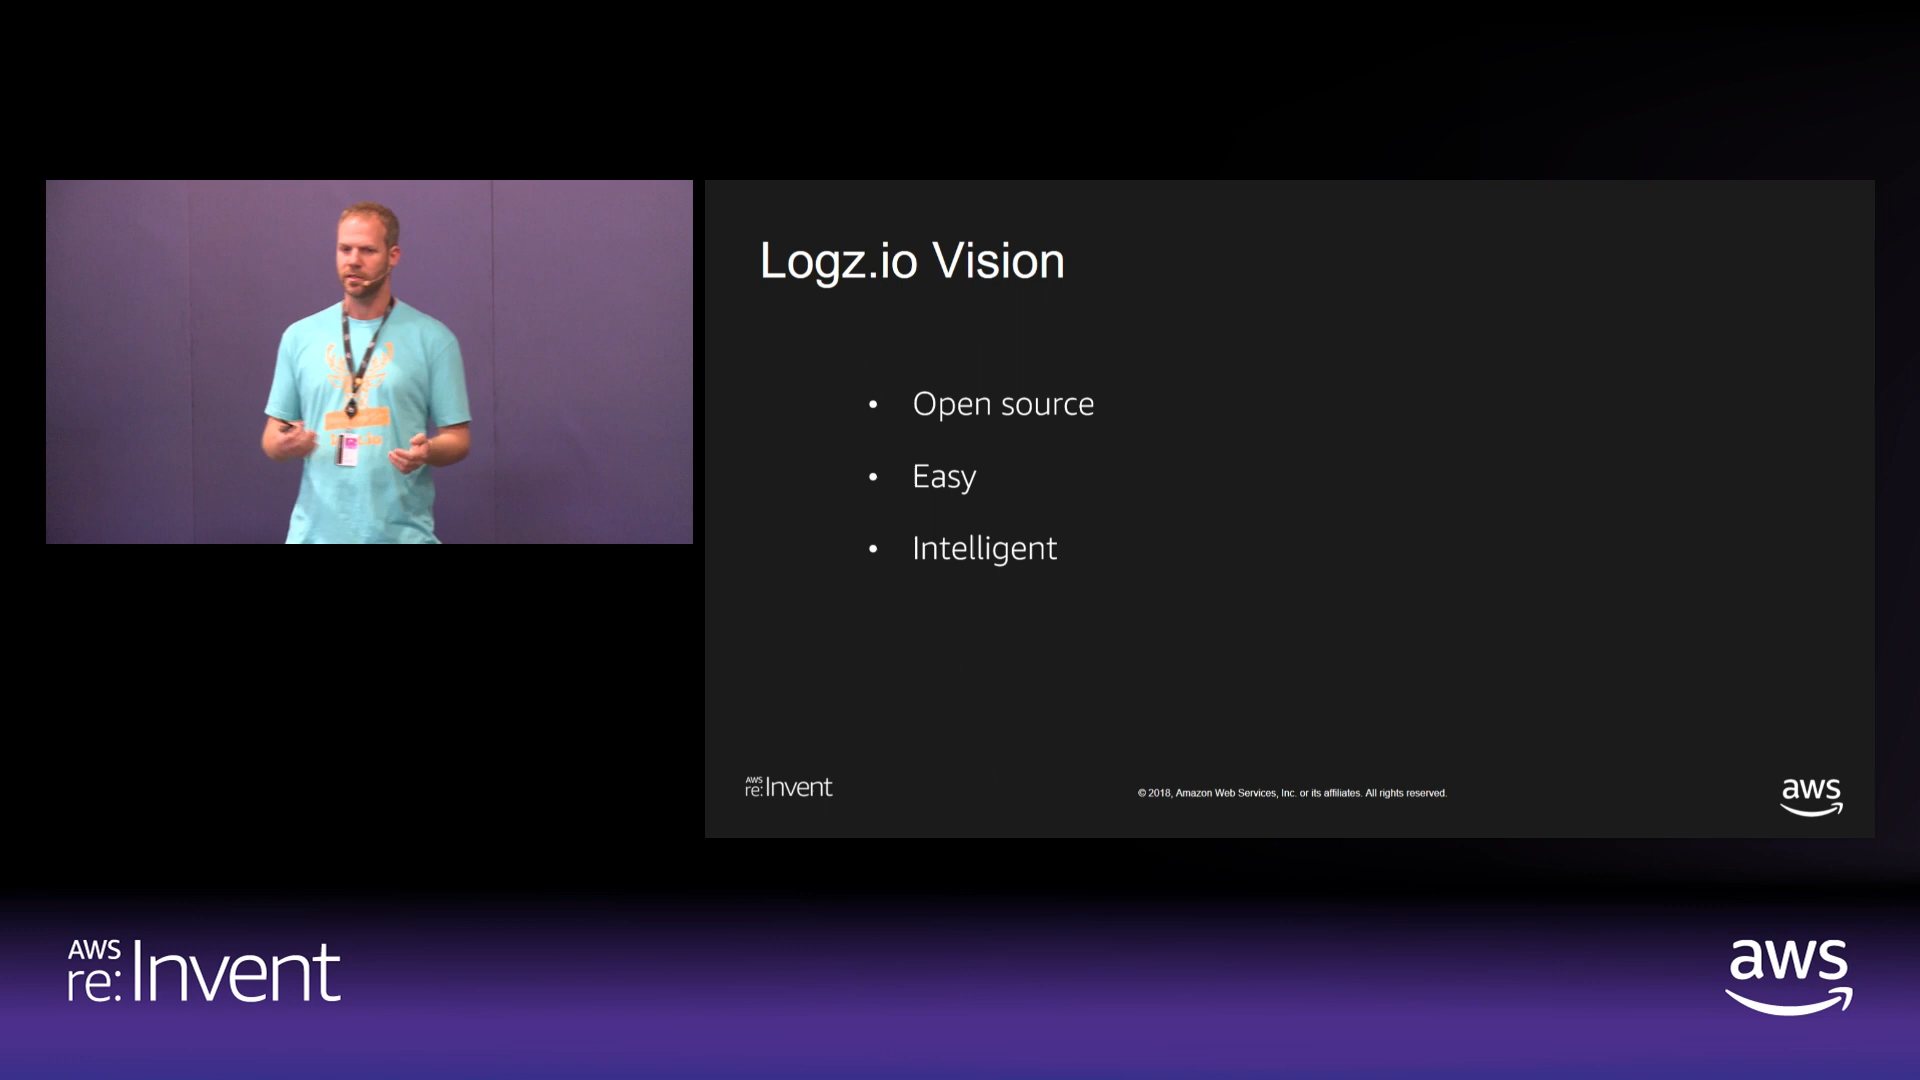 Logz.io Vision
• Open source
• Easy
• Intelligent
AWS
re:Invent
© 2018, Amazon Web Services, Inc. or its affiliates. All rights reserved.
aws
AWS
re:Invent
aws